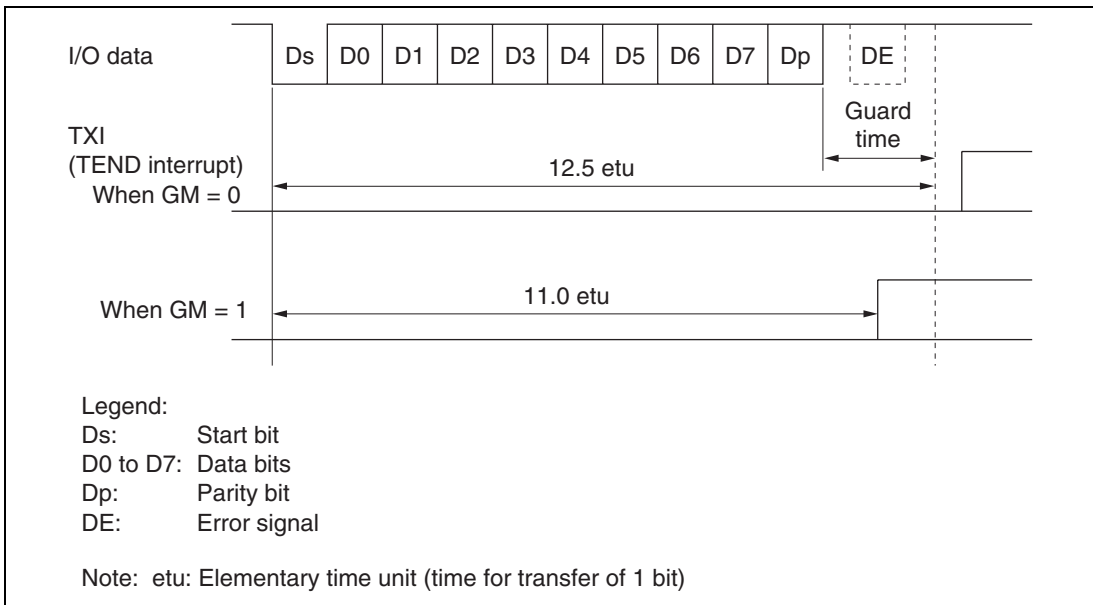 I/O data
Ds D0 D1 D2 D3 D4 D5 D6 D7 Dp DE
Guard
time
TXI
(TEND interrupt)
12.5 etu
When GM = 0
When GM = 1
11.0 etu
Legend:
Ds: Start bit
D0 to D7: Data bits
Dp: Parity bit
DE: Error signal
Note: etu: Elementary time unit (time for transfer of 1 bit)